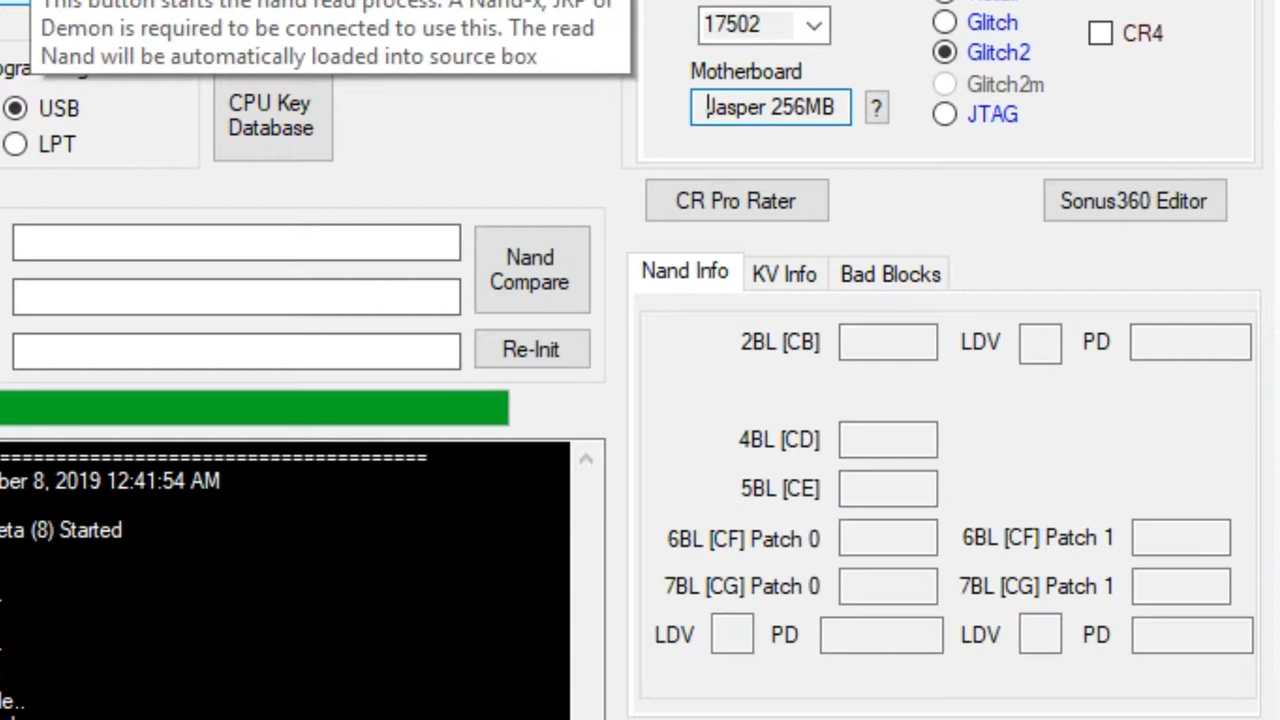 This button starts the nand read process. A Nand-x, JRP or
Demon is required to be connected to use this. The read
Nand will be automatically loaded into source box
17502
Glitch
CR4
Glitch2
Motherboard
Glitch2m
Jasper 256MB
?
JTAG
USB
LPT
CPU Key
Database
CR Pro Rater
Sonus360 Editor
Nand
Compare
Re-Init
Nand Info
KV Info
Bad Blocks
2BL [CB]
LDV
PD
4BL [CD]
5BL [CE]
6BL [CF] Patch 0
6BL [CF] Patch 1
7BL [CG] Patch 0
7BL [CG] Patch 1
LDV
PD
LDV
PD
======================================
ber 8, 2019 12:41:54 AM
eta (8) Started